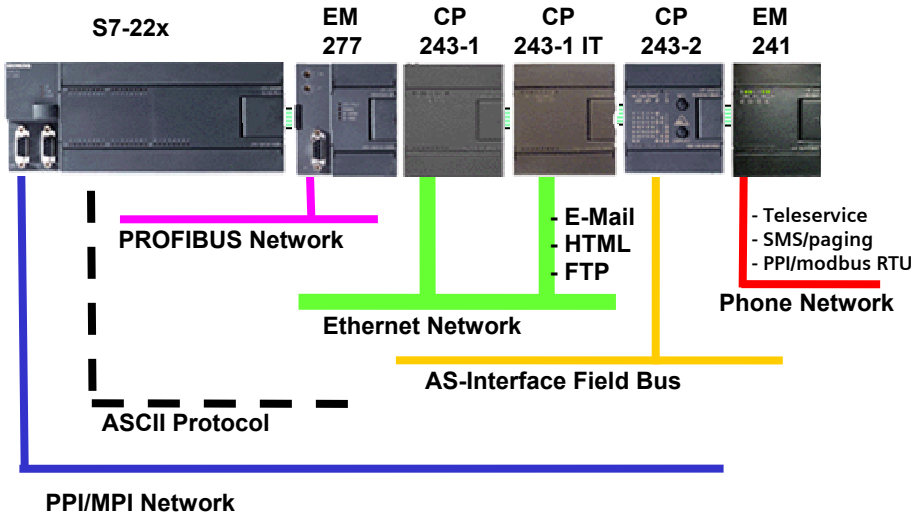 S7-22x
EM
277
CP
243-1
CP
243-1 IT
CP
243-2
EM
241
- E-Mail
- HTML
- FTP
- Teleservice
- SMS/paging
- PPI/modbus RTU
PROFIBUS Network
Phone Network
Ethernet Network
AS-Interface Field Bus
ASCII Protocol
PPI/MPI Network